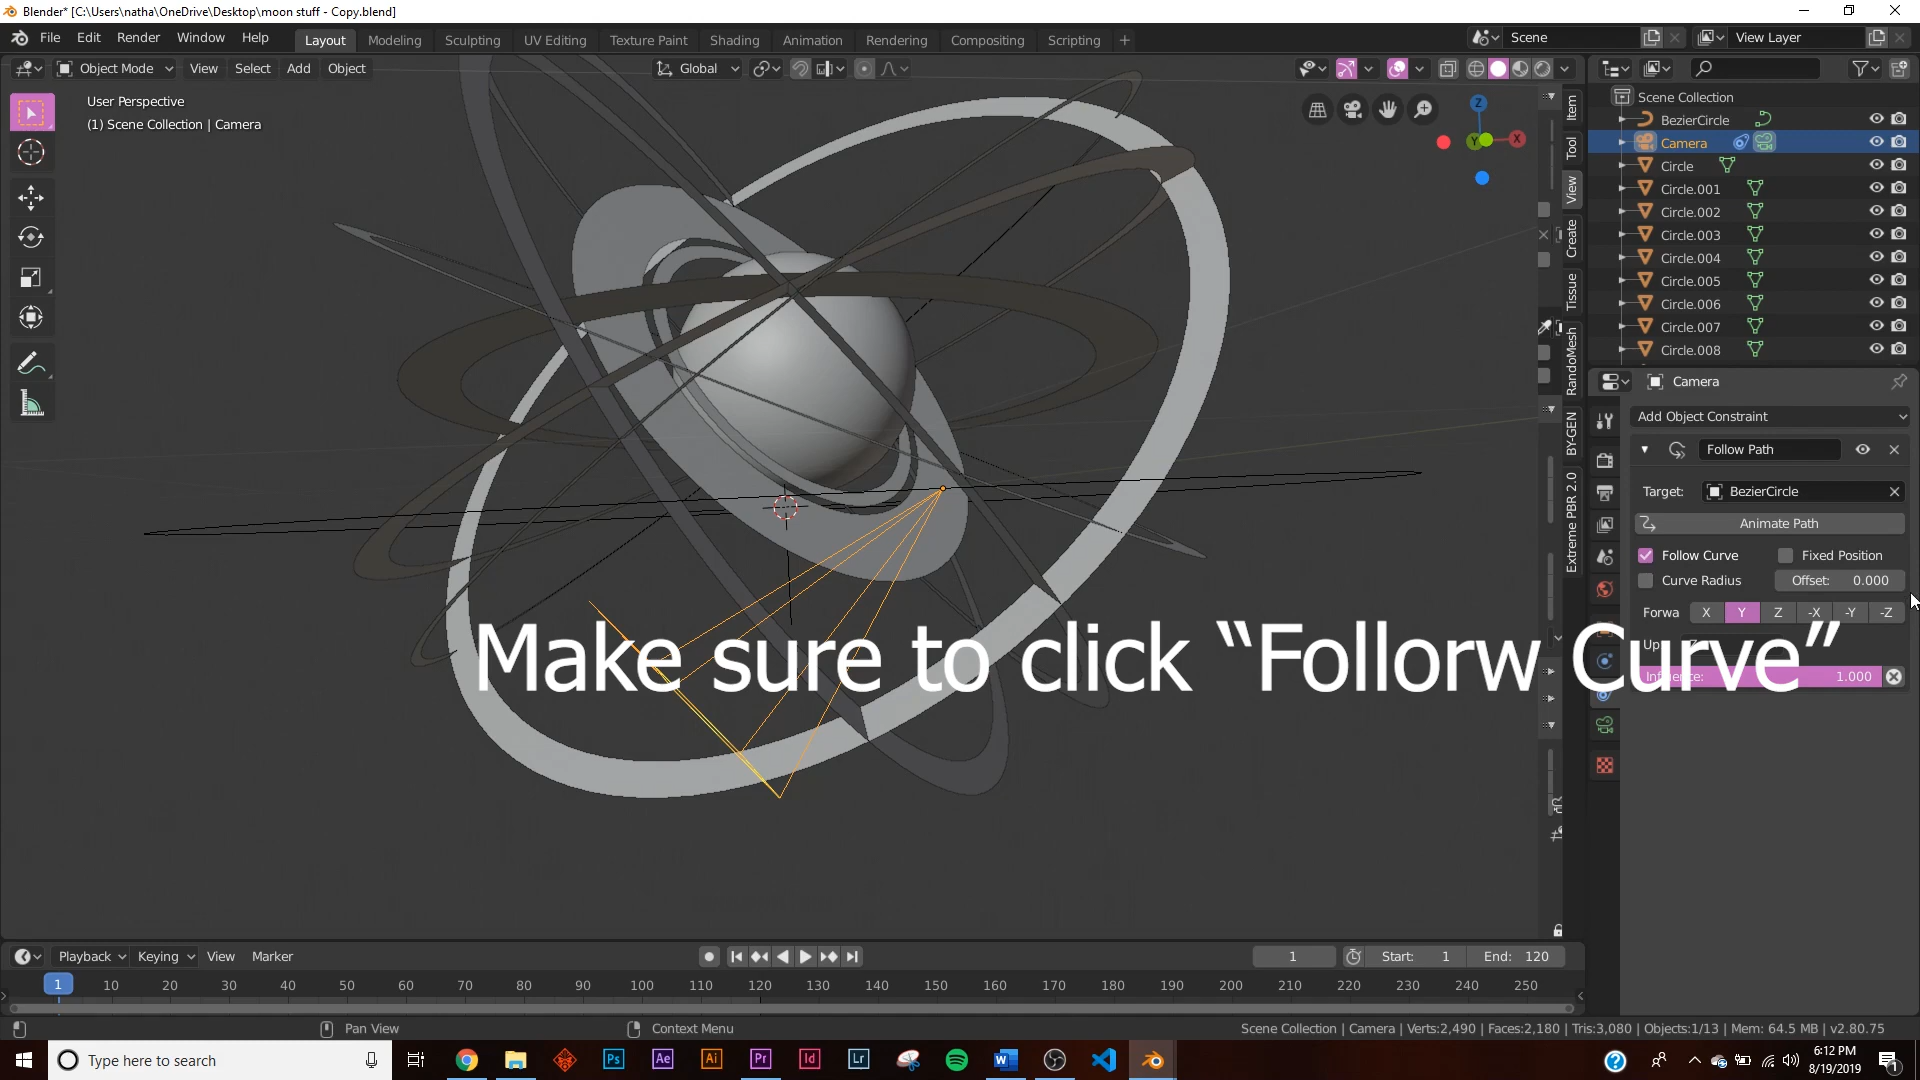 Blender* [C:\Users\natha\OneDrive\Desktop\moon stuff - Copy.blend]
File Edit Render Window Help Layout Modeling Sculpting UV Editing Texture Paint Shading Animation Rendering Compositing Scripting + Scene View Layer
Object Mode View Select Add Object Global
User Perspective
(1) Scene Collection | Camera
Z
Y
X
Item
Tool
View
Create
Tissue
RandoMesh
BY-GEN
Extreme PBR 2.0
Scene Collection
BezierCircle
Camera
Circle
Circle.001
Circle.002
Circle.003
Circle.004
Circle.005
Circle.006
Circle.007
Circle.008
Camera
Add Object Constraint
Follow Path
Target: BezierCircle
Animate Path
Follow Curve Fixed Position
Curve Radius Offset: 0.000
Forwa X Y Z -X -Y -Z
Up
Influence: 1.000
Make sure to click “Follorw Curve”
Playback Keying View Marker 1 Start: 1 End: 120
1 10 20 30 40 50 60 70 80 90 100 110 120 130 140 150 160 170 180 190 200 210 220 230 240 250
Pan View Context Menu Scene Collection | Camera | Verts:2,490 | Faces:2,180 | Tris:3,080 | Objects:1/13 | Mem: 64.5 MB | v2.80.75
Type here to search Ps Ae Ai Pr Id Lr W 6:12 PM
8/19/2019 1